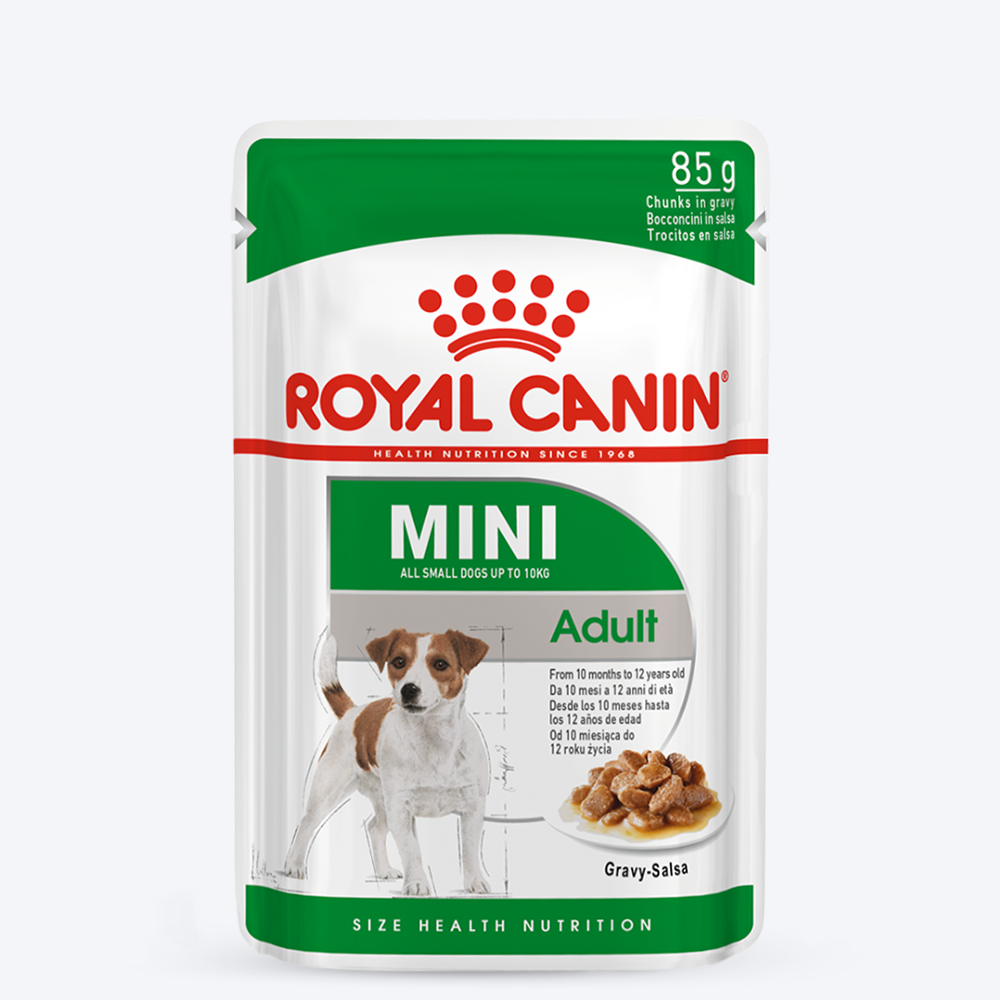 85 g
Chunks in gravy
Bocconcini in salsa
Trocitos en salsa
ROYAL CANIN®
HEALTH NUTRITION SINCE 1968
MINI
ALL SMALL DOGS UP TO 10KG
Adult
From 10 months to 12 years old
Da 10 mesi a 12 anni di età
Desde los 10 meses hasta
los 12 años de edad
Od 10 miesiąca do
12 roku życia
Gravy-Salsa
SIZE HEALTH NUTRITION